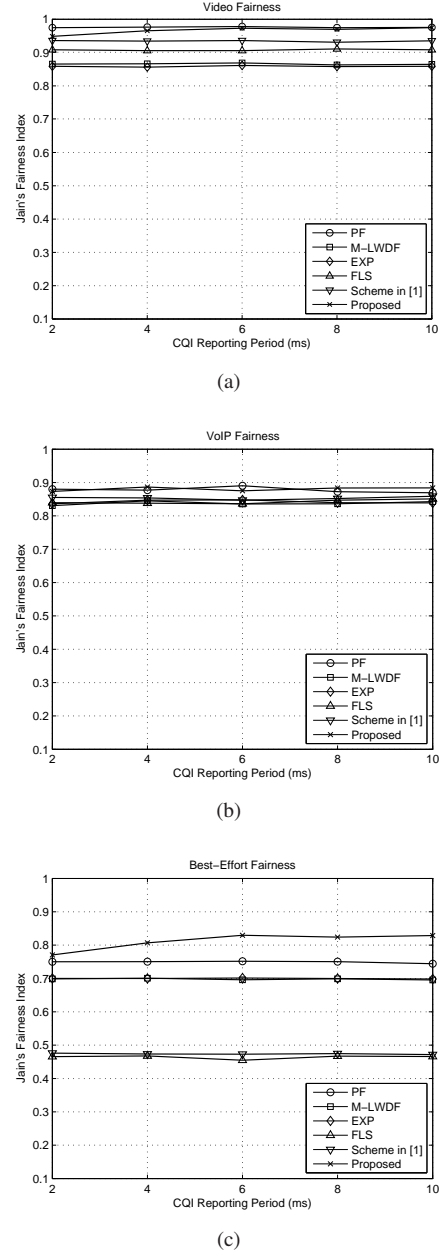 Video Fairness
1
0.9
0.8
0.7
0.6
0.5
0.4
0.3
0.2
0.1
Jain's Fairness Index
PF
M−LWDF
EXP
FLS
Scheme in [1]
Proposed
2 4 6 8 10
CQI Reporting Period (ms)
(a)
VoIP Fairness
1
0.9
0.8
0.7
0.6
0.5
0.4
0.3
0.2
0.1
Jain's Fairness Index
PF
M−LWDF
EXP
FLS
Scheme in [1]
Proposed
2 4 6 8 10
CQI Reporting Period (ms)
(b)
Best−Effort Fairness
1
0.9
0.8
0.7
0.6
0.5
0.4
0.3
0.2
0.1
Jain's Fairness Index
PF
M−LWDF
EXP
FLS
Scheme in [1]
Proposed
2 4 6 8 10
CQI Reporting Period (ms)
(c)